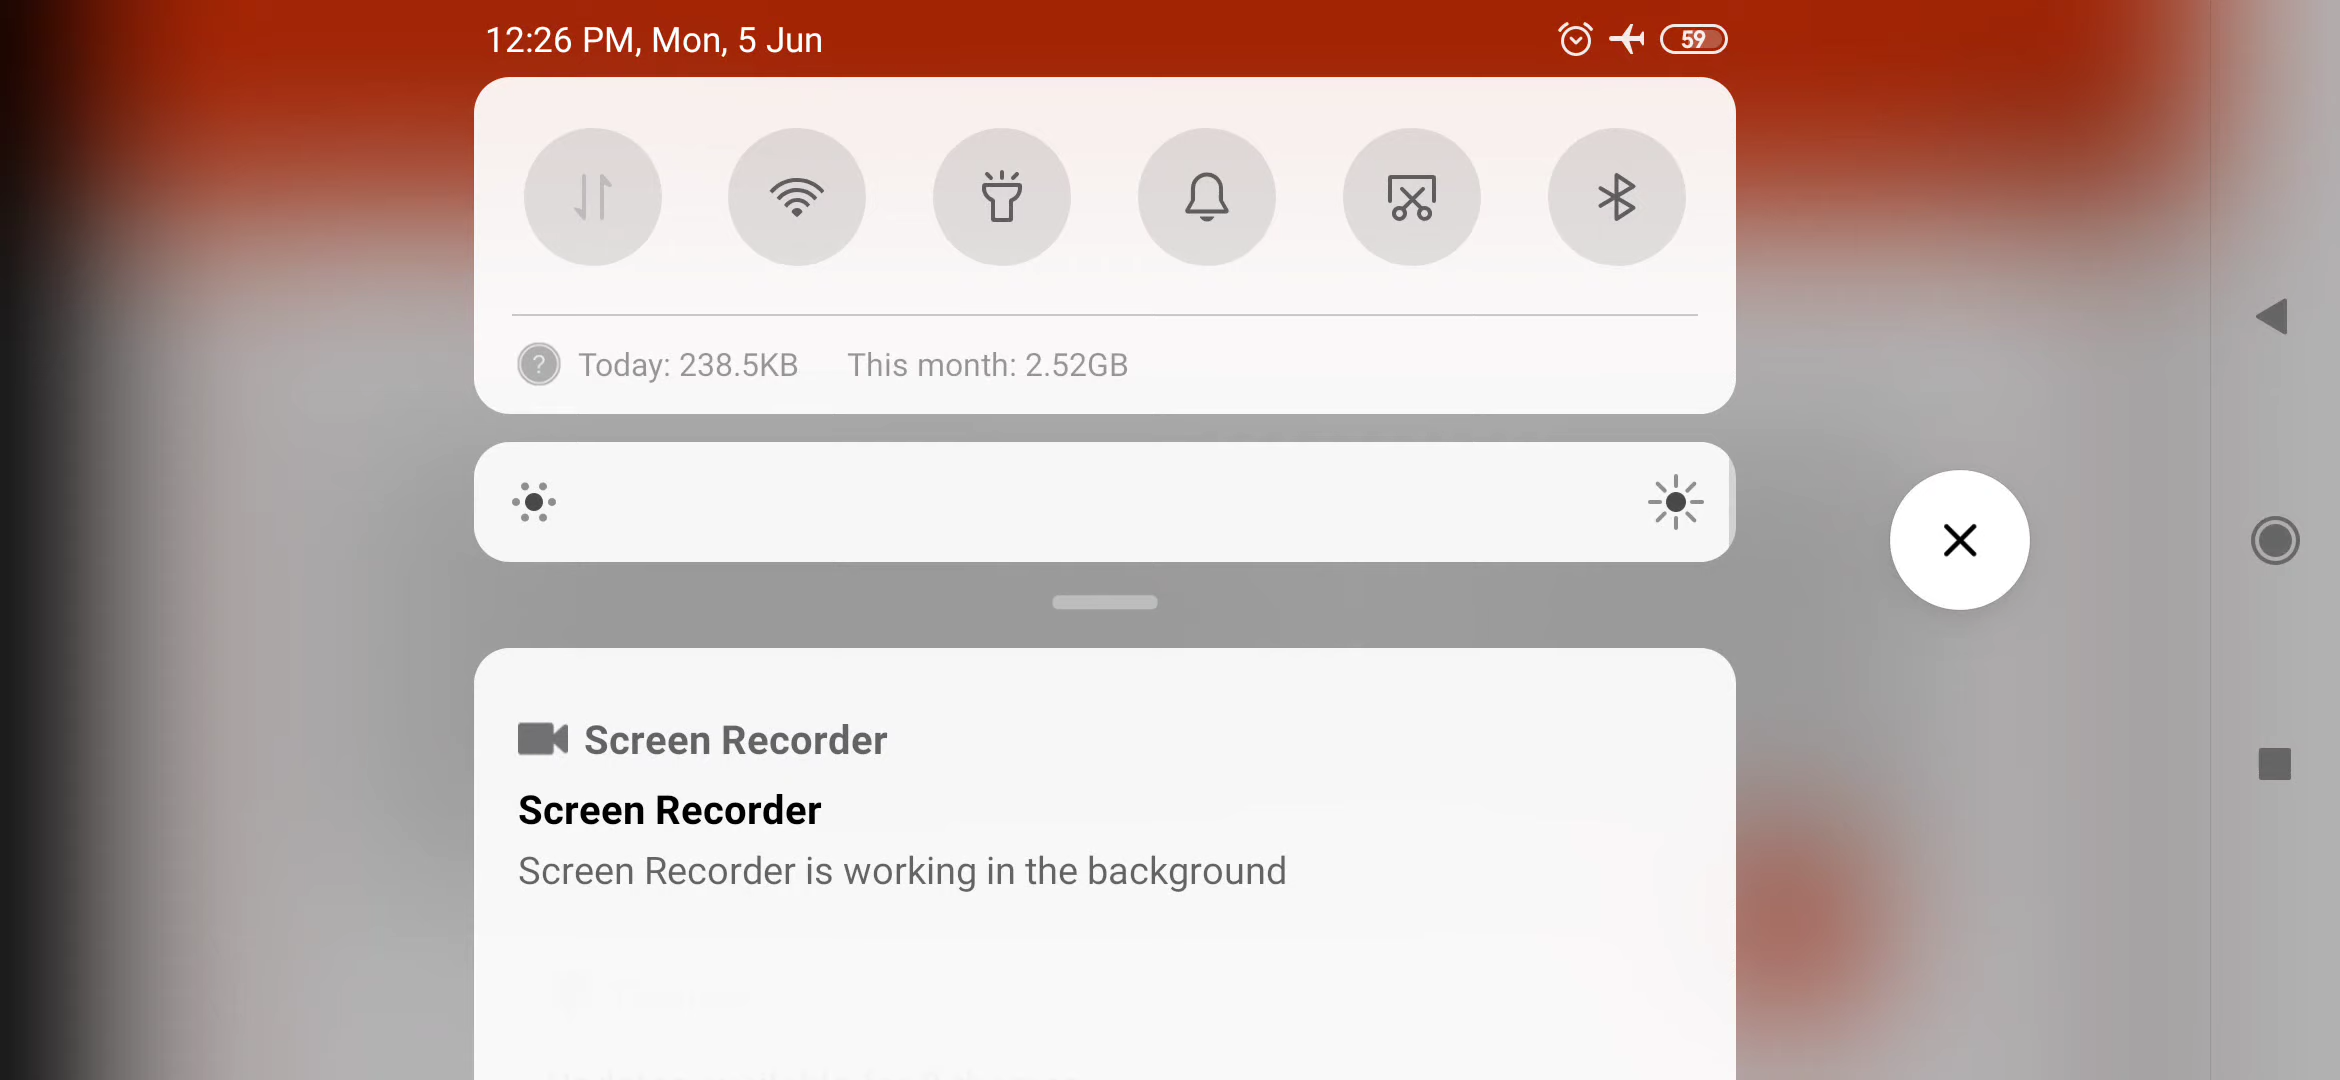 12:26 PM, Mon, 5 Jun
59
? Today: 238.5KB This month: 2.52GB
Screen Recorder
Screen Recorder
Screen Recorder is working in the background